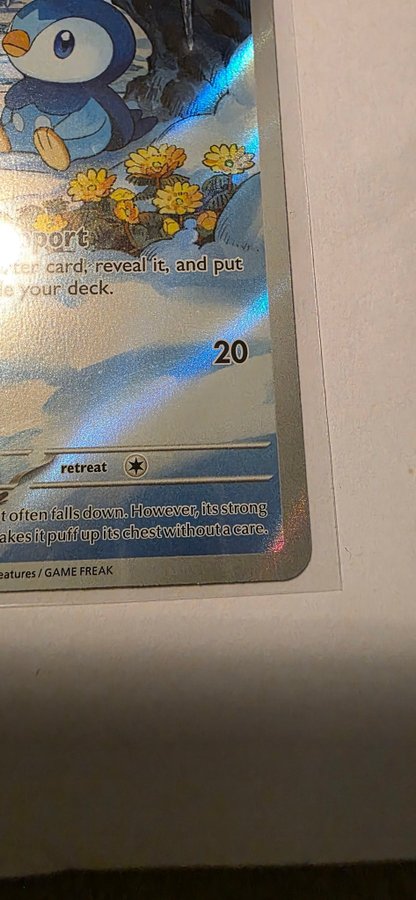 port
card, reveal it, and put
your deck.
20
retreat
t often falls down. However, its strong
akes it puff up its chest without a care.
eatures / GAME FREAK